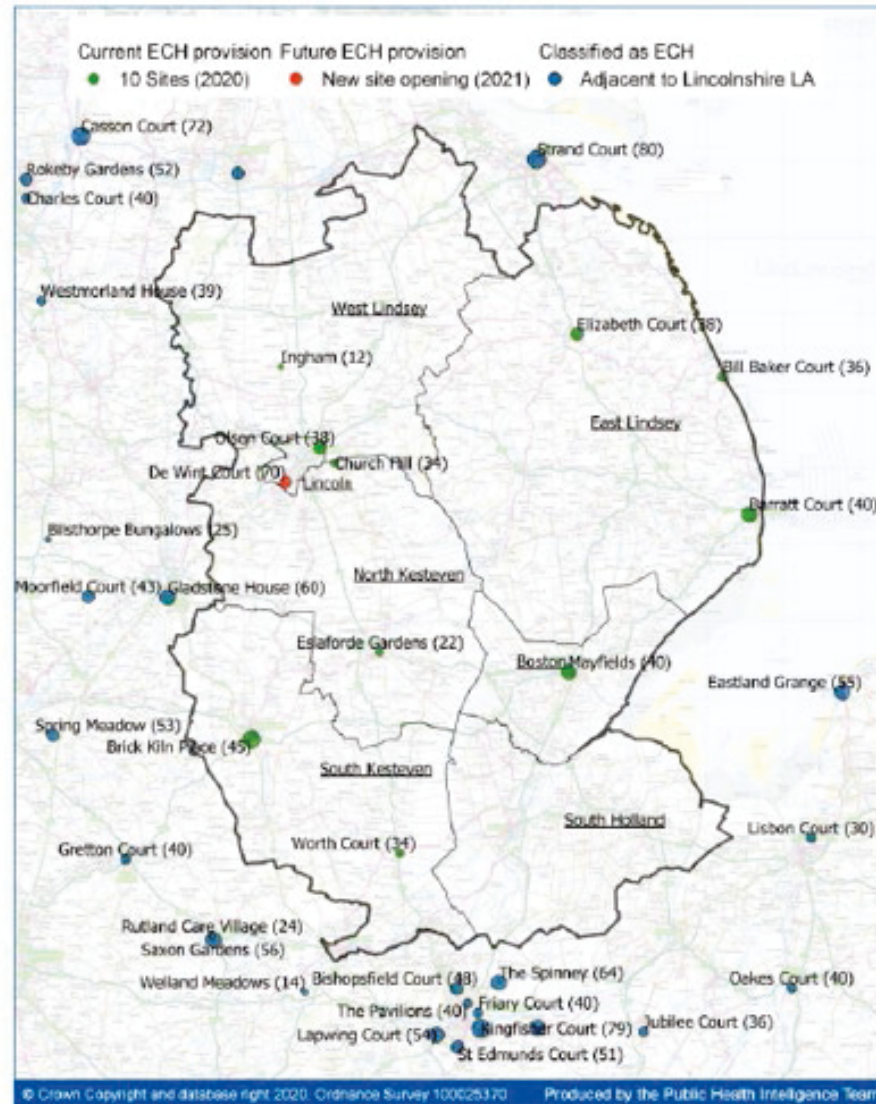 Current ECH provision Future ECH provision Classified as ECH
10 Sites (2020) New site opening (2021) Adjacent to Lincolnshire LA
Casson Court (72)
Strand Court (80)
Rokeby Gardens (52)
Charles Court (40)
Westmorland House (39)
West Lindsey
Elizabeth Court (38)
Ingham (12)
Bill Baker Court (36)
East Lindsey
Olson Court (38)
Church Hill (34)
De Wint Court (70)
Lincoln
Barratt Court (40)
Bilsthorpe Bungalows (25)
North Kesteven
Moorfield Court (43)
Gladstone House (60)
Eslaforde Gardens (22)
Boston
Mayfields (40)
Eastland Grange (55)
Spring Meadow (53)
Brick Kiln Place (45)
South Kesteven
South Holland
Lisbon Court (30)
Worth Court (34)
Gretton Court (40)
Rutland Care Village (24)
Saxon Gardens (56)
Welland Meadows (14)
Bishopsfield Court (48)
The Spinney (64)
Oakes Court (40)
The Pavilions (40)
Friary Court (40)
Lapwing Court (54)
Kingfisher Court (79)
Jubilee Court (36)
St Edmunds Court (51)
© Crown Copyright and database right 2020. Ordnance Survey 100025370 Produced by the Public Health Intelligence Team